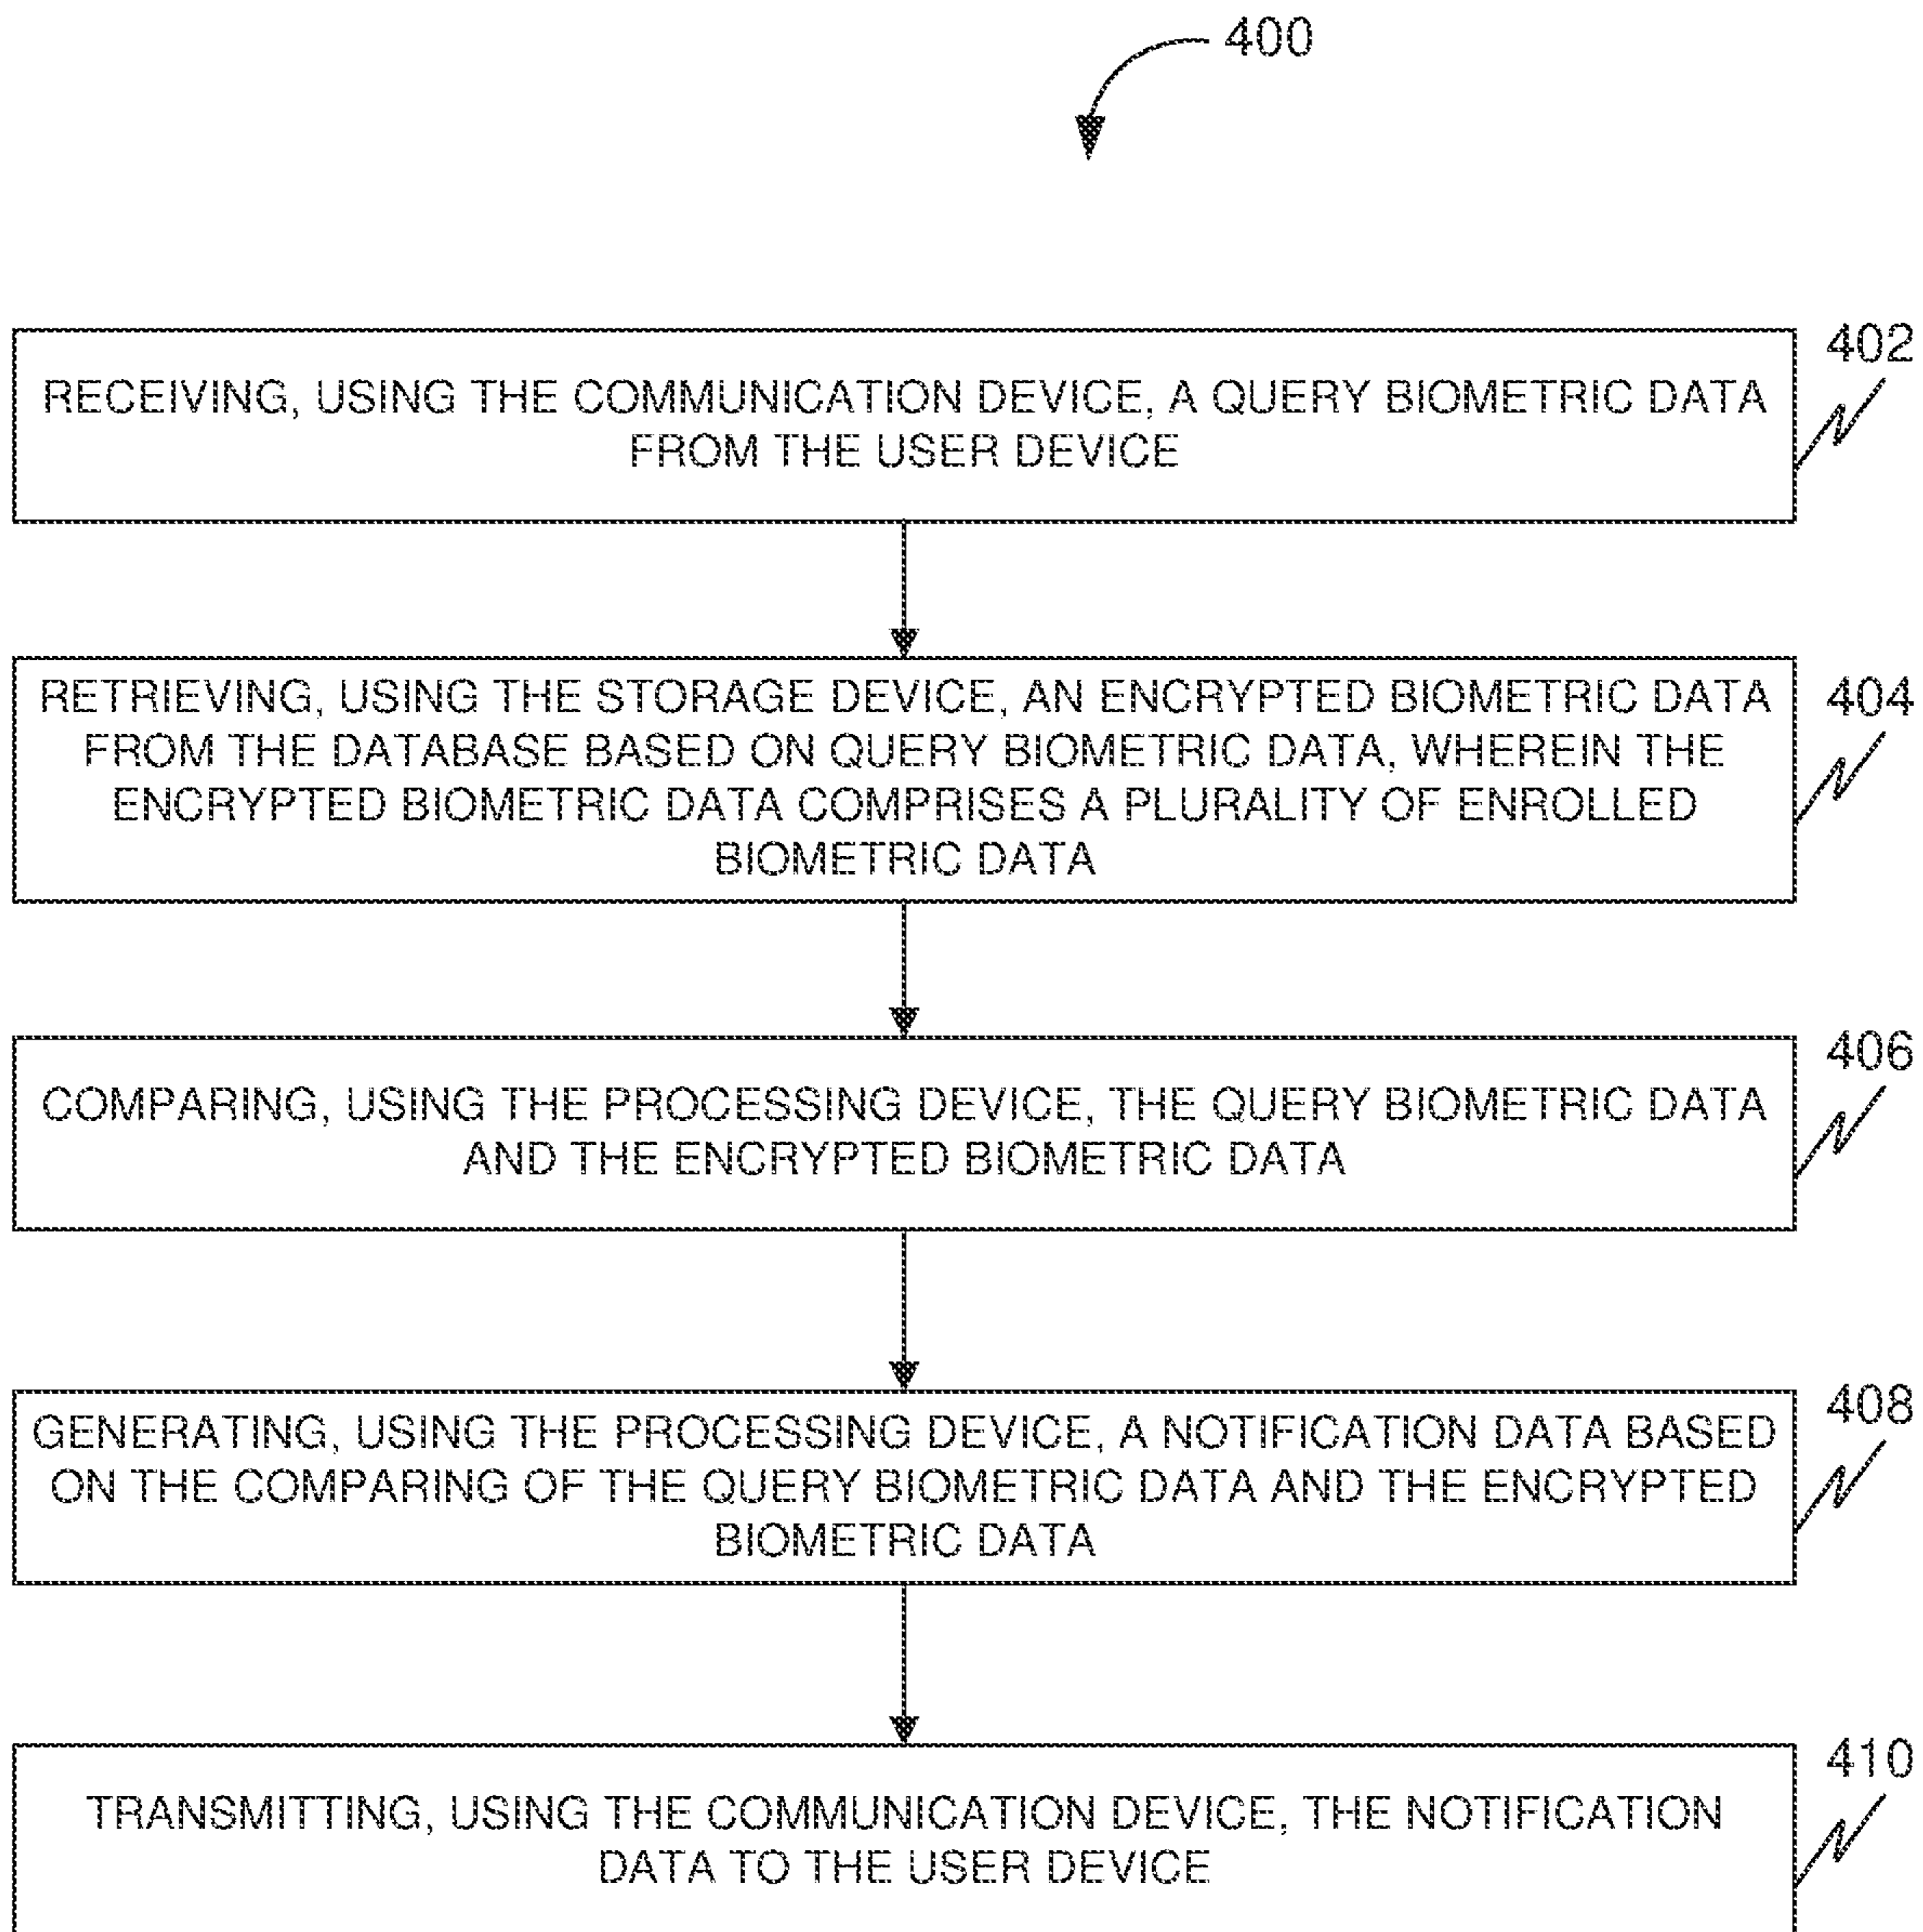 400
402
RECEIVING, USING THE COMMUNICATION DEVICE, A QUERY BIOMETRIC DATA
FROM THE USER DEVICE
404
RETRIEVING, USING THE STORAGE DEVICE, AN ENCRYPTED BIOMETRIC DATA
FROM THE DATABASE BASED ON QUERY BIOMETRIC DATA, WHEREIN THE
ENCRYPTED BIOMETRIC DATA COMPRISES A PLURALITY OF ENROLLED
BIOMETRIC DATA
406
COMPARING, USING THE PROCESSING DEVICE, THE QUERY BIOMETRIC DATA
AND THE ENCRYPTED BIOMETRIC DATA
408
GENERATING, USING THE PROCESSING DEVICE, A NOTIFICATION DATA BASED
ON THE COMPARING OF THE QUERY BIOMETRIC DATA AND THE ENCRYPTED
BIOMETRIC DATA
410
TRANSMITTING, USING THE COMMUNICATION DEVICE, THE NOTIFICATION
DATA TO THE USER DEVICE